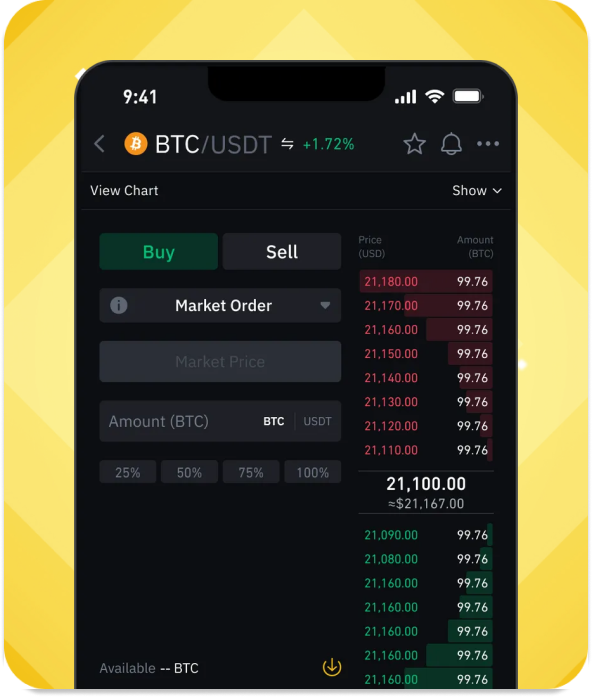 9:41
BTC/USDT +1.72%
View Chart
Show
Buy
Sell
Market Order
Market Price
Amount (BTC) BTC USDT
25% 50% 75% 100%
Available -- BTC
Price Amount
(USD) (BTC)
21,180.00 99.76
21,170.00 99.76
21,160.00 99.76
21,150.00 99.76
21,140.00 99.76
21,130.00 99.76
21,120.00 99.76
21,110.00 99.76
21,100.00
≈$21,167.00
21,090.00 99.76
21,080.00 99.76
21,160.00 99.76
21,160.00 99.76
21,160.00 99.76
21,160.00 99.76
21,160.00 99.76